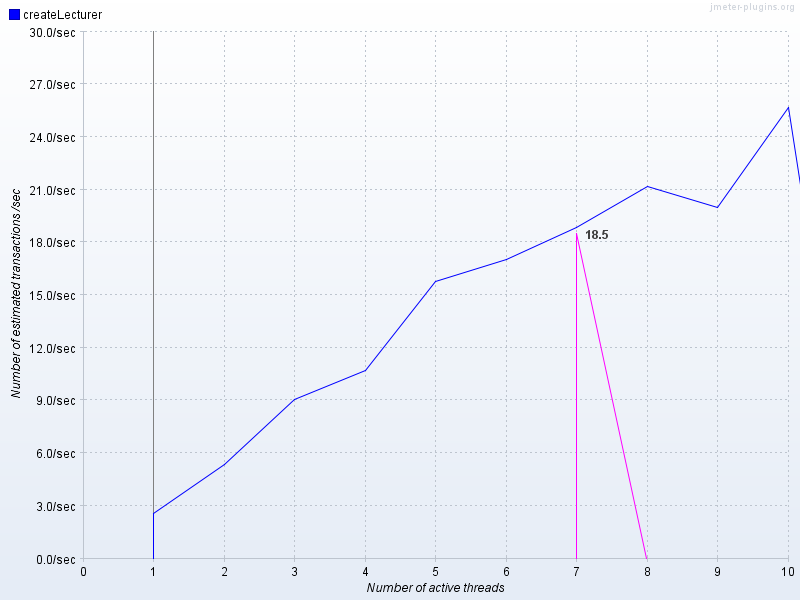 jmeter-plugins.org
createLecturer
30.0/sec
27.0/sec
24.0/sec
21.0/sec
18.0/sec
15.0/sec
12.0/sec
9.0/sec
6.0/sec
3.0/sec
0.0/sec
Number of estimated transactions /sec
18.5
0 1 2 3 4 5 6 7 8 9 10
Number of active threads